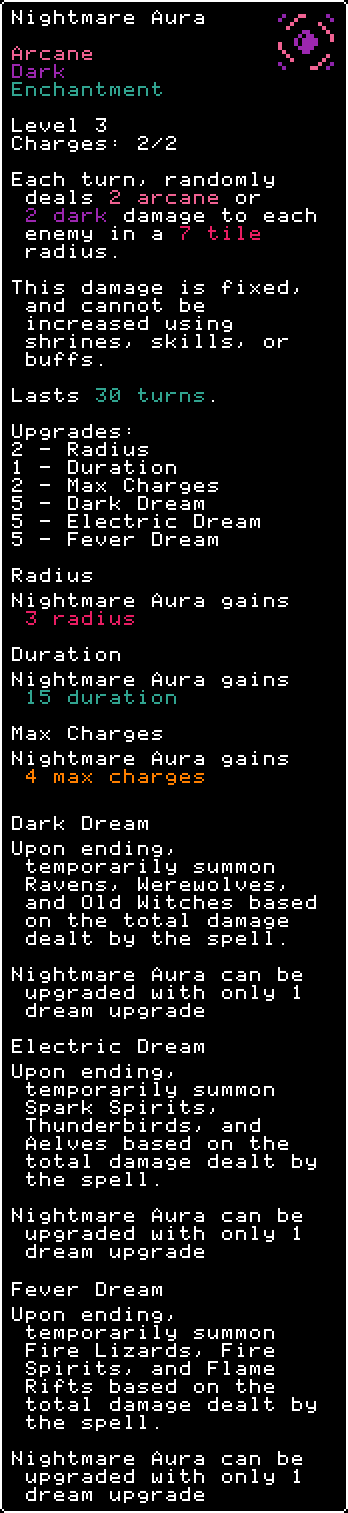 Nightmare Aura
Arcane
Dark
Enchantment
Level 3
Charges: 2/2
Each turn, randomly
deals 2 arcane or
2 dark damage to each
enemy in a 7 tile
radius.
This damage is fixed,
and cannot be
increased using
shrines, skills, or
buffs.
Lasts 30 turns.
Upgrades:
2 - Radius
1 - Duration
2 - Max Charges
5 - Dark Dream
5 - Electric Dream
5 - Fever Dream
Radius
Nightmare Aura gains
3 radius
Duration
Nightmare Aura gains
15 duration
Max Charges
Nightmare Aura gains
4 max charges
Dark Dream
Upon ending,
temporarily summon
Ravens, Werewolves,
and Old Witches based
on the total damage
dealt by the spell.
Nightmare Aura can be
upgraded with only 1
dream upgrade
Electric Dream
Upon ending,
temporarily summon
Spark Spirits,
Thunderbirds, and
Aelves based on the
total damage dealt by
the spell.
Nightmare Aura can be
upgraded with only 1
dream upgrade
Fever Dream
Upon ending,
temporarily summon
Fire Lizards, Fire
Spirits, and Flame
Rifts based on the
total damage dealt by
the spell.
Nightmare Aura can be
upgraded with only 1
dream upgrade